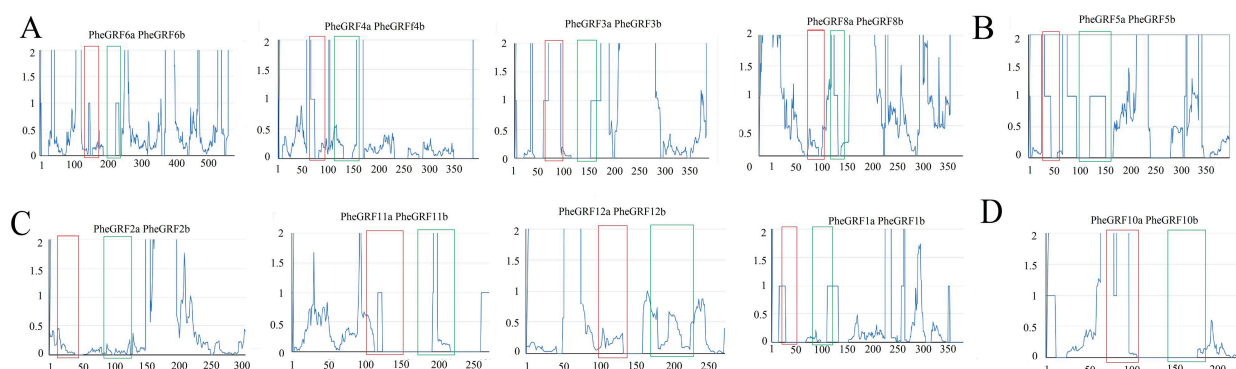 A
PheGRF6a PheGRF6b
2
1.5
1
0.5
0
1 100 200 300 400 500
PheGRF4a PheGRFf4b
2
1.5
1
0.5
0
1 50 100 150 200 250 300 350
PheGRF3a PheGRF3b
2
1.5
1
0.5
0
1 50 100 150 200 250 300 350
PheGRF8a PheGRF8b
2
1.5
1
0.5
0
1 50 100 150 200 250 300 350
B
PheGRF5a PheGRF5b
2
1.5
1
0.5
0
1 50 100 150 200 250 300 350
C
PheGRF2a PheGRF2b
2
1.5
1
0.5
0
1 50 100 150 200 250 300
PheGRF11a PheGRF11b
2
1.5
1
0.5
0
1 50 100 150 200 250
PheGRF12a PheGRF12b
2
1.5
1
0.5
0
1 50 100 150 200 250
PheGRF1a PheGRF1b
2
1.5
1
0.5
0
1 50 100 150 200 250 300 350
D
PheGRF10a PheGRF10b
2
1.5
1
0.5
0
1 50 100 150 200